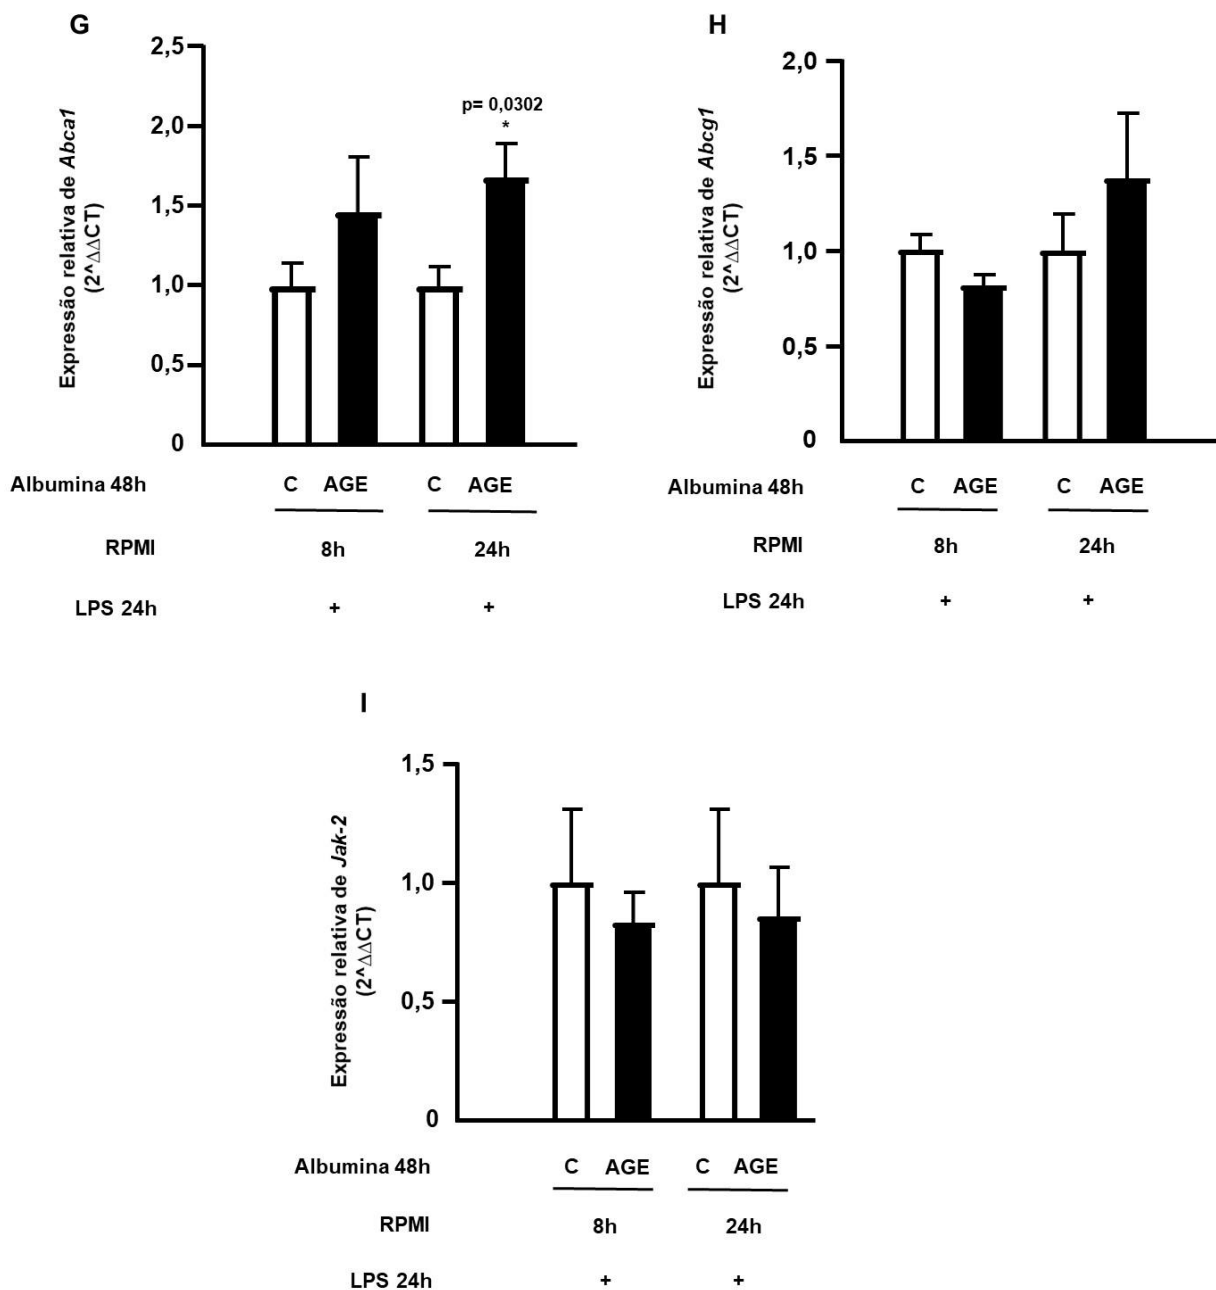 G
Expressão relativa de Abca1
(2^ΔΔCT)
2,5
2,0
1,5
1,0
0,5
0
p= 0,0302
*
Albumina 48h C AGE C AGE
RPMI 8h 24h
LPS 24h + +
H
Expressão relativa de Abcg1
(2^ΔΔCT)
2,0
1,5
1,0
0,5
0
Albumina 48h C AGE C AGE
RPMI 8h 24h
LPS 24h + +
I
Expressão relativa de Jak-2
(2^ΔΔCT)
1,5
1,0
0,5
0
Albumina 48h C AGE C AGE
RPMI 8h 24h
LPS 24h + +